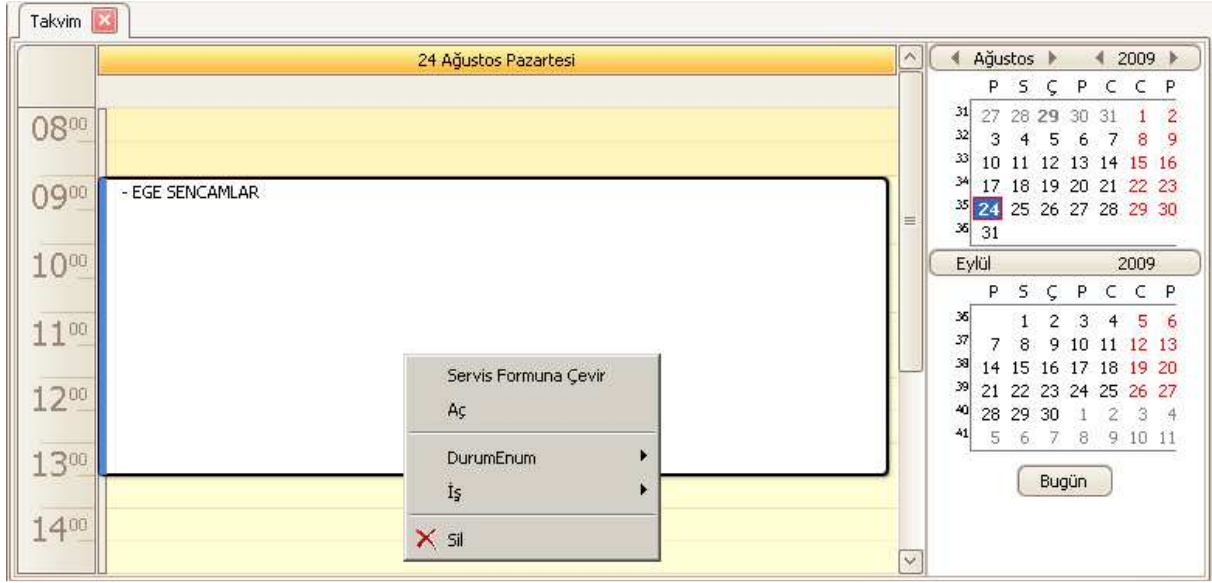 Takvim
24 Ağustos Pazartesi
08 00
09 00
10 00
11 00
12 00
13 00
14 00
- EGE SENCAMLAR
Servis Formuna Çevir
Aç
DurumEnum
İş
Sil
Ağustos 2009
P S Ç P C C P
31 27 28 29 30 31 1 2
32 3 4 5 6 7 8 9
33 10 11 12 13 14 15 16
34 17 18 19 20 21 22 23
35 24 25 26 27 28 29 30
36 31
Eylül 2009
P S Ç P C C P
36 1 2 3 4 5 6
37 7 8 9 10 11 12 13
38 14 15 16 17 18 19 20
39 21 22 23 24 25 26 27
40 28 29 30 1 2 3 4
41 5 6 7 8 9 10 11
Bugün